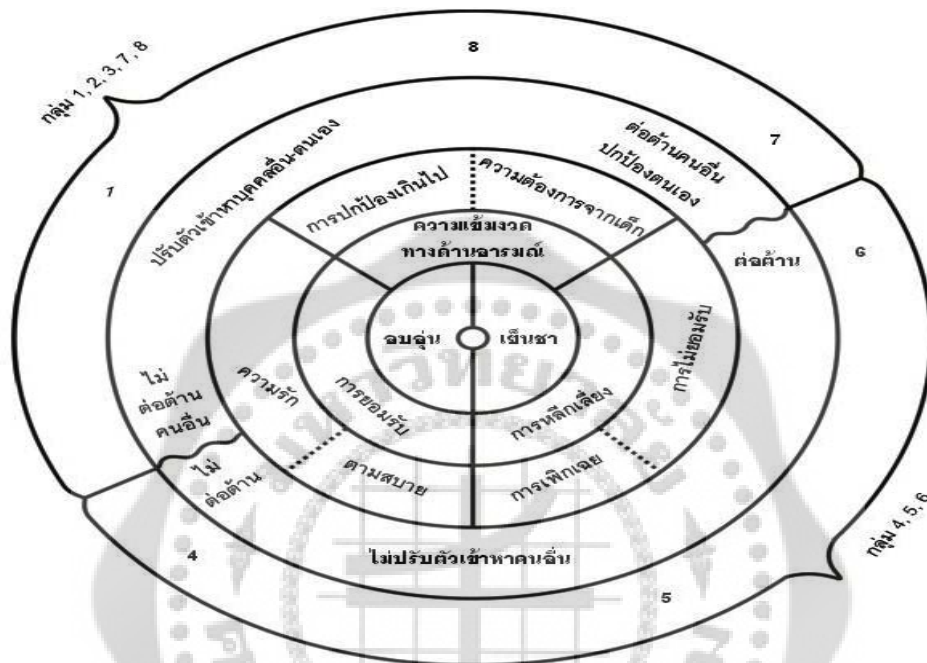 8
กลุ่ม 1, 2, 3, 7, 8
7
1
6
ปรับตัวเข้าหาบุคคลอื่น-ตนเอง
ต่อต้านคนอื่น
ปกป้องตนเอง
การปกป้องเกินไป
ความต้องการจากเด็ก
ความเข้มงวด
ทางด้านอารมณ์
ต่อต้าน
อบอุ่น
เย็นชา
การไม่ยอมรับ
ไม่
ต่อต้าน
คนอื่น
ความรัก
การยอมรับ
การหลีกเลี่ยง
ไม่
ต่อต้าน
ตามสบาย
การเพิกเฉย
4
ไม่ปรับตัวเข้าหาคนอื่น
5
กลุ่ม 4, 5, 6